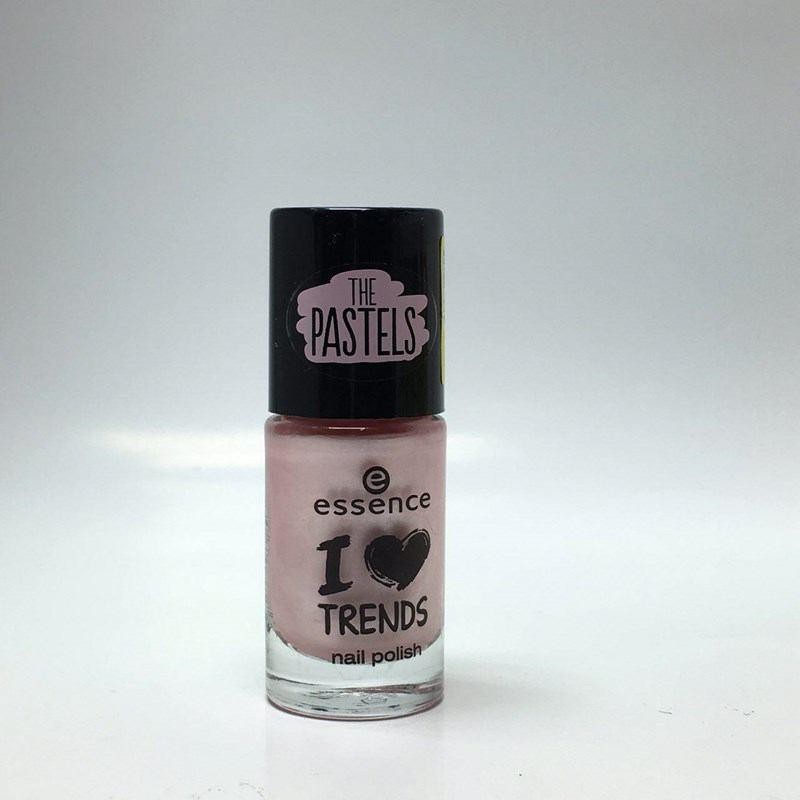 THE
PASTELS
e
essence
I ♥
TRENDS
nail polish